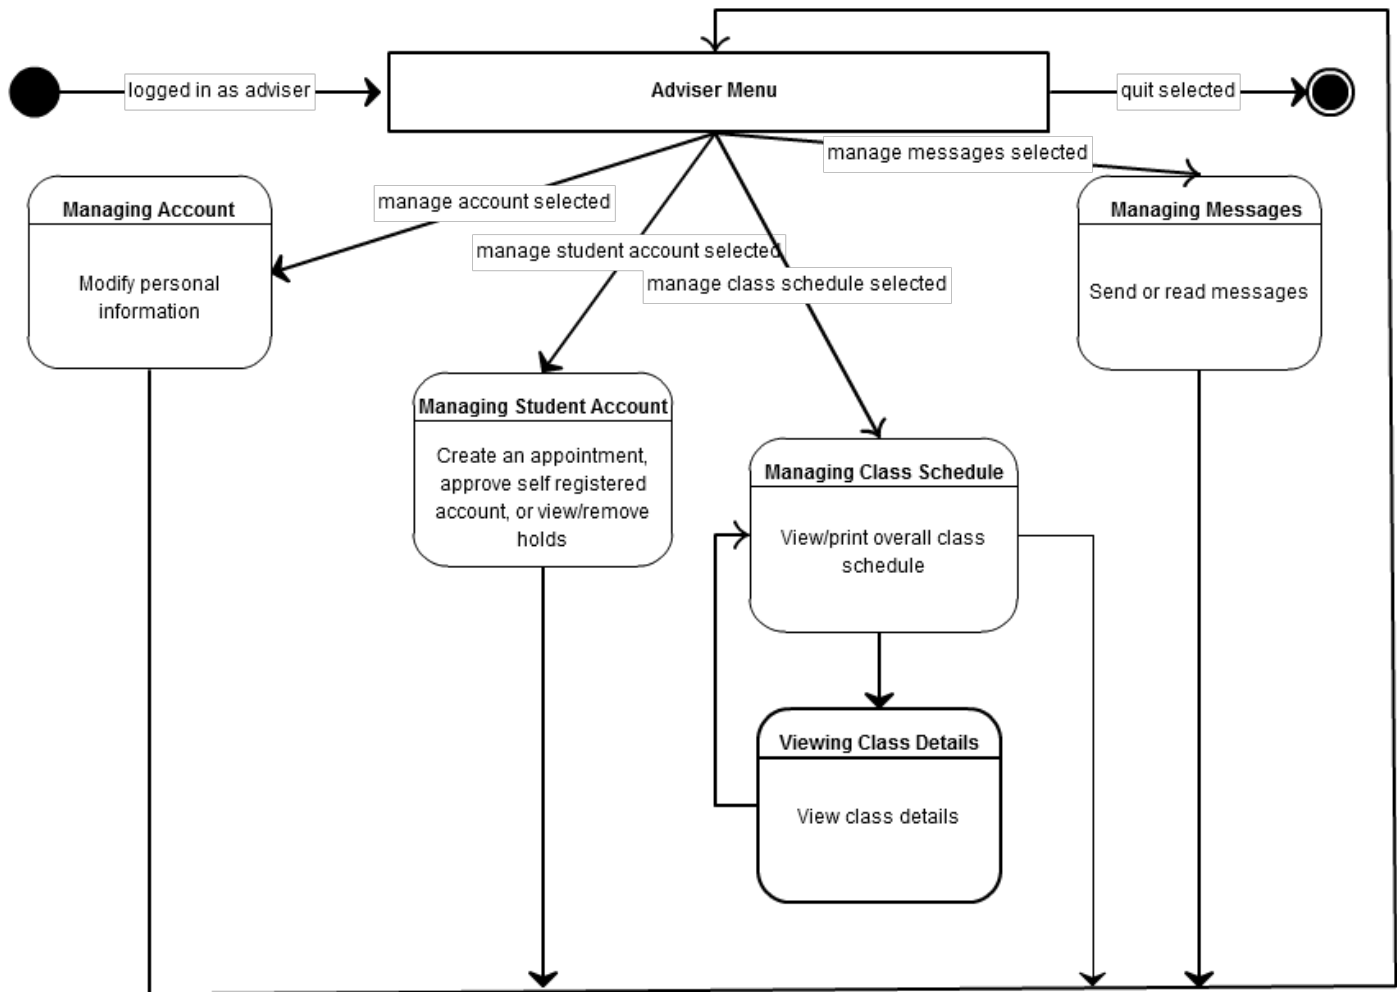 logged in as adviser
Adviser Menu
quit selected
manage messages selected
manage account selected
manage student account selected
manage class schedule selected
Managing Account
Modify personal
information
Managing Messages
Send or read messages
Managing Student Account
Create an appointment,
approve self registered
account, or view/remove
holds
Managing Class Schedule
View/print overall class
schedule
Viewing Class Details
View class details